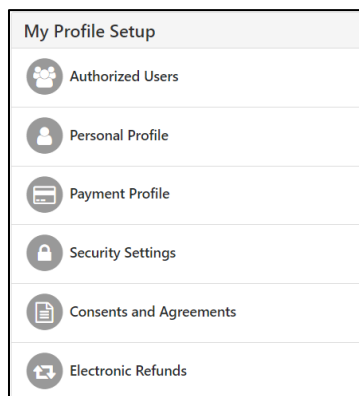 My Profile Setup
Authorized Users
Personal Profile
Payment Profile
Security Settings
Consents and Agreements
Electronic Refunds